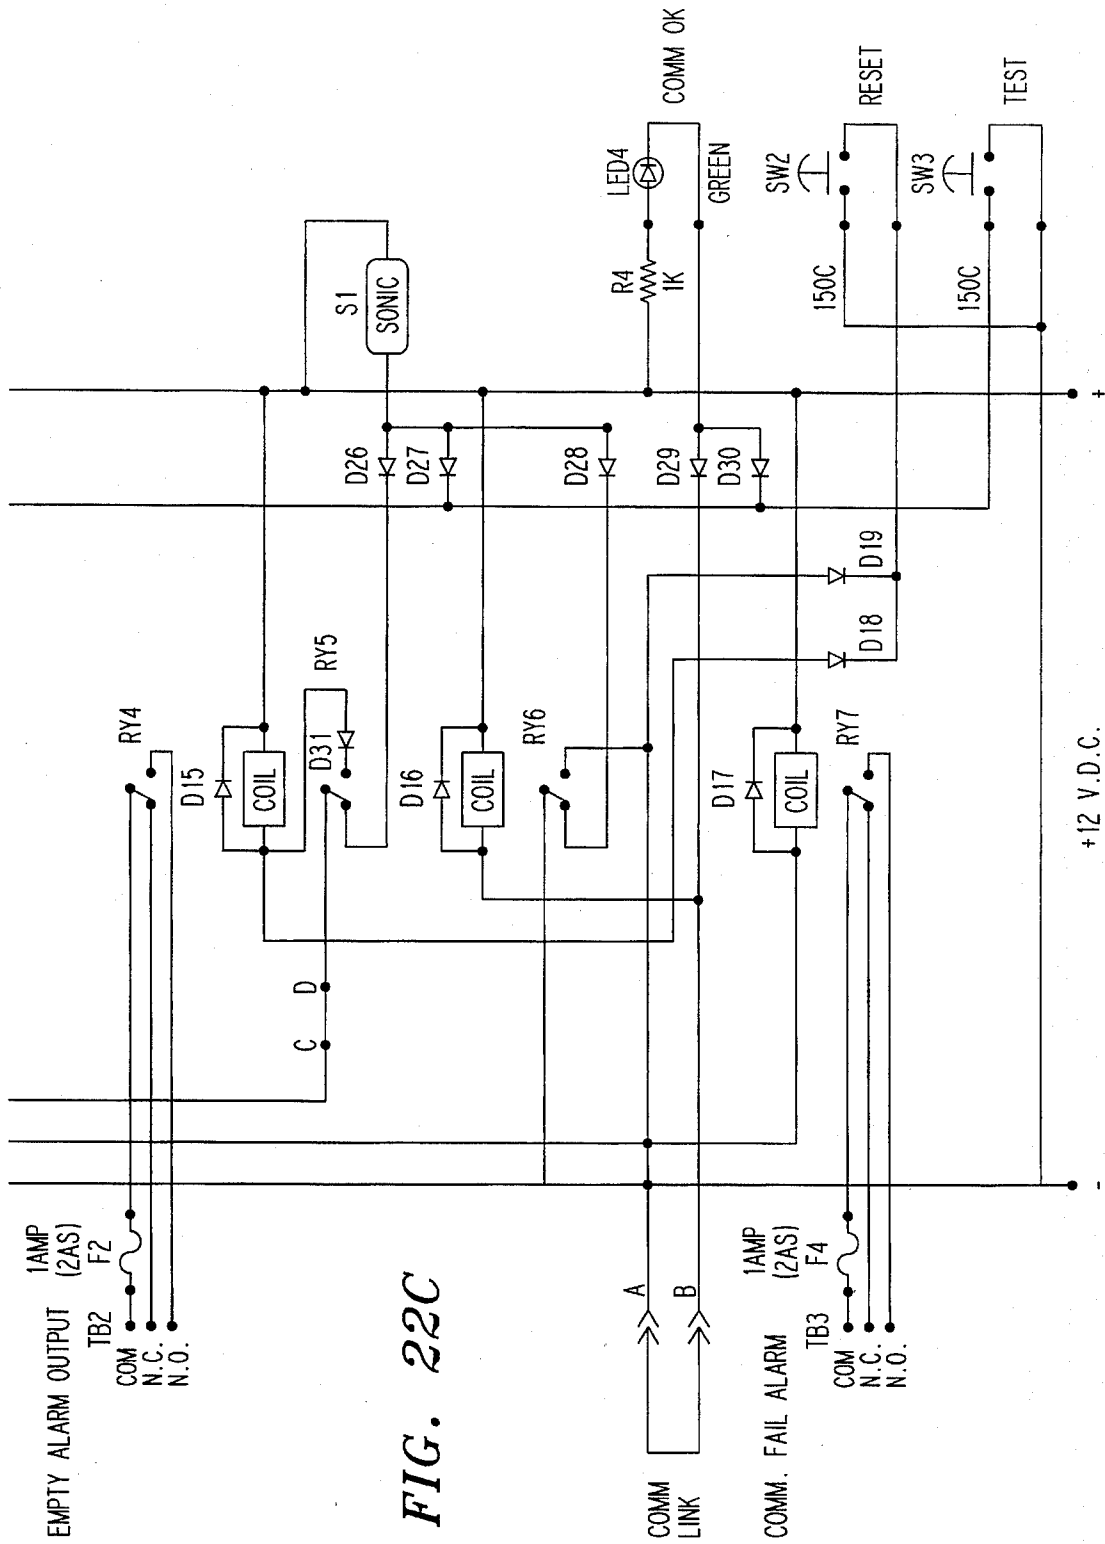 EMPTY ALARM OUTPUT
TB2
COM
N.C.
N.O.
1AMP
(2AS)
F2
RY4
D15
COIL
C
D
RY5
D31
S1
SONIC
D26
D27
D16
COIL
RY6
D28
FIG. 22C
COMM
LINK
A
B
R4
1K
LED4
COMM OK
GREEN
D29
D30
D17
COIL
RY7
D18
D19
COMM. FAIL ALARM
TB3
COM
N.C.
N.O.
1AMP
(2AS)
F4
SW2
RESET
150C
SW3
TEST
150C
-
+12 V.D.C.
+